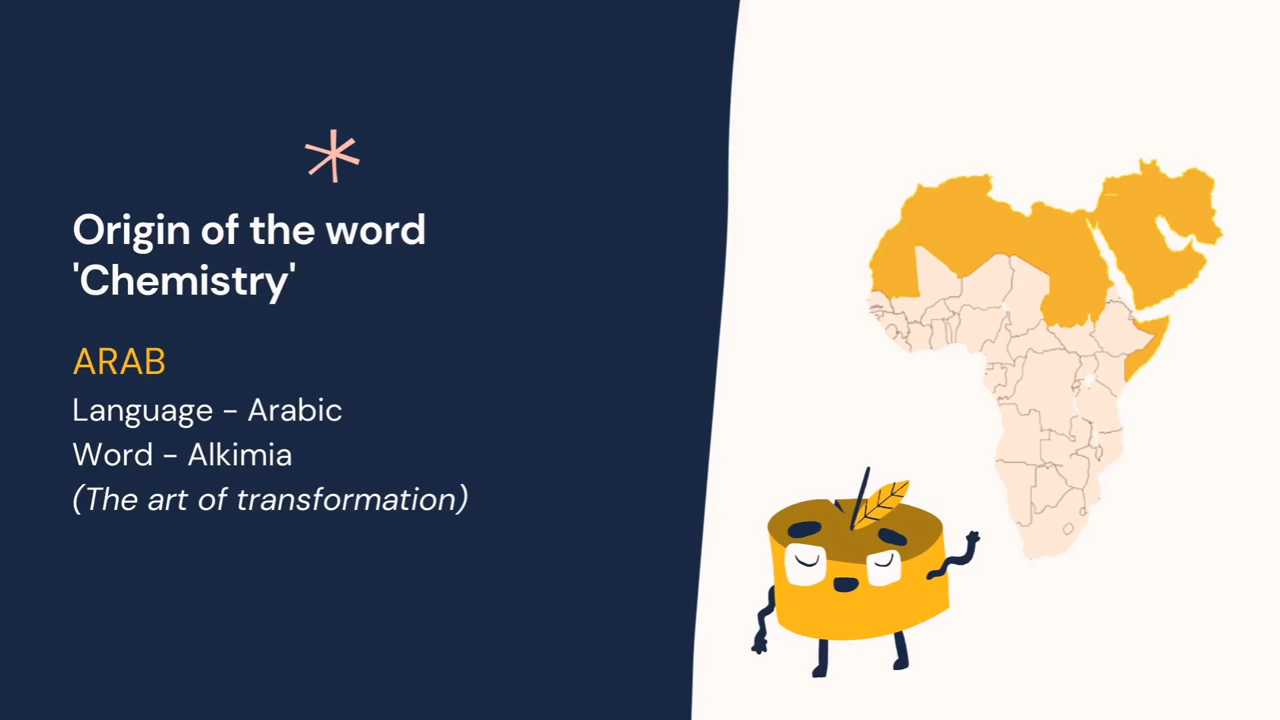 Origin of the word
'Chemistry'
ARAB
Language - Arabic
Word - Alkimia
(The art of transformation)